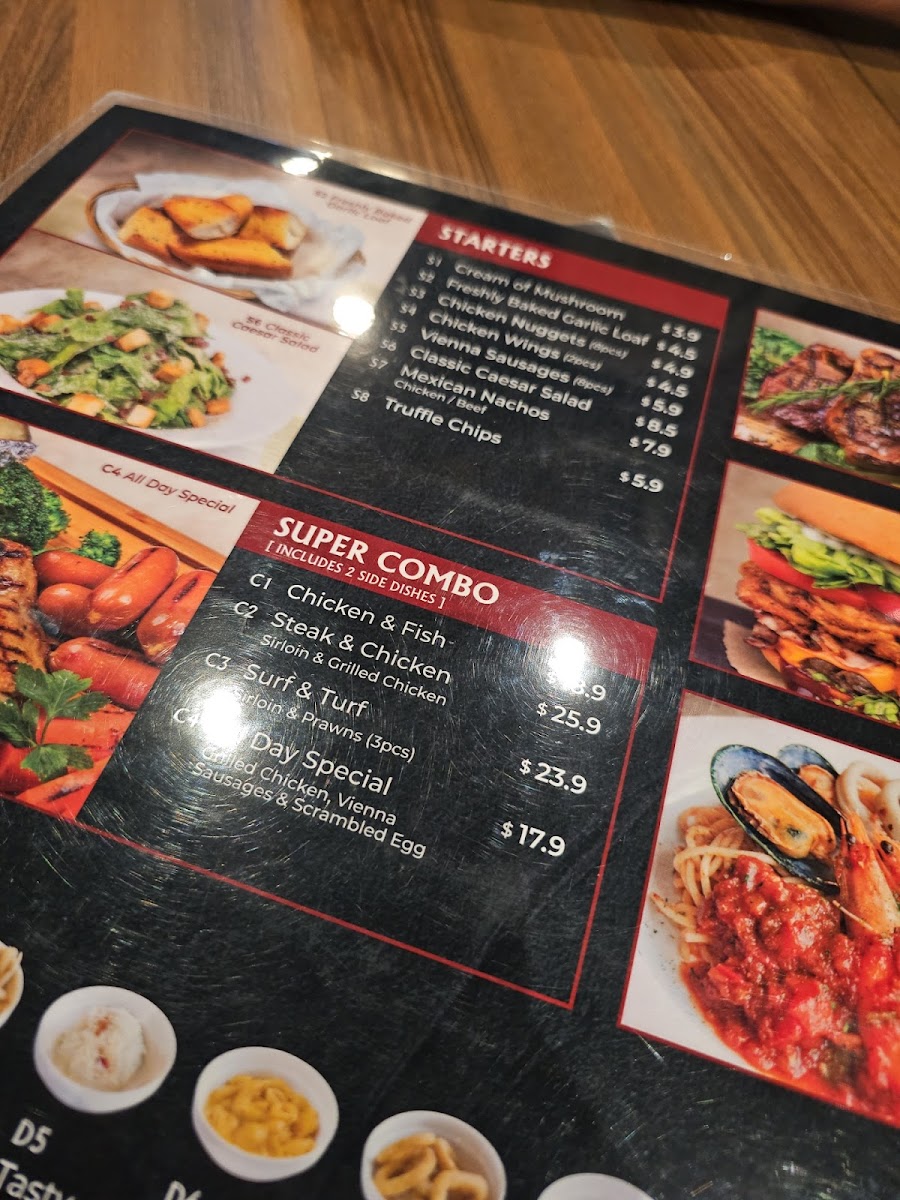 S2 Freshly Baked
Garlic Loaf
S6 Classic
Caesar Salad
STARTERS
S1 Cream of Mushroom $3.9
S2 Freshly Baked Garlic Loaf $4.5
S3 Chicken Nuggets (6pcs) $4.9
S4 Chicken Wings (2pcs) $4.5
S5 Vienna Sausages (8pcs) $5.9
S6 Classic Caesar Salad $8.5
S7 Mexican Nachos $7.9
Chicken / Beef
S8 Truffle Chips $5.9
C4 All Day Special
SUPER COMBO
[ INCLUDES 2 SIDE DISHES ]
C1 Chicken & Fish
C2 Steak & Chicken $25.9
Sirloin & Grilled Chicken
C3 Surf & Turf $23.9
Sirloin & Prawns (3pcs)
C4 Day Special $17.9
Grilled Chicken, Vienna
Sausages & Scrambled Egg
D5
Tasty
D6